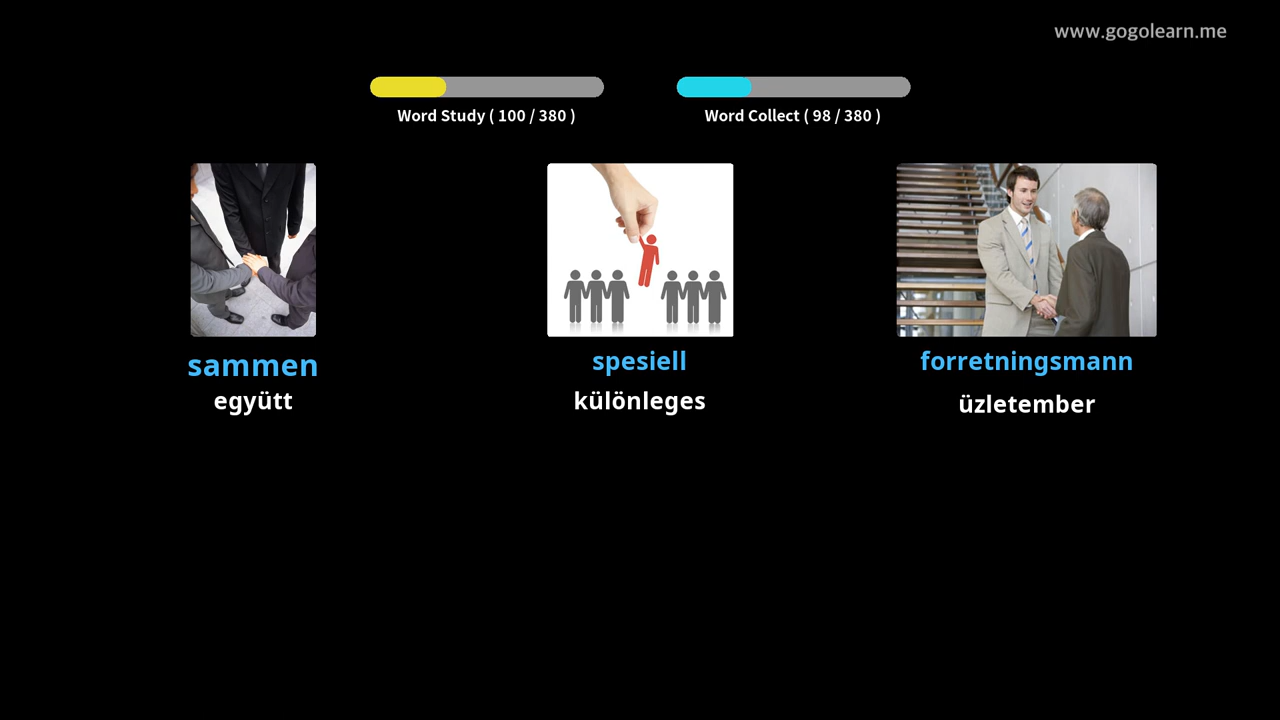 www.gogolearn.me
Word Study ( 100 / 380 )
Word Collect ( 98 / 380 )
sammen
együtt
spesiell
különleges
forretningsmann
üzletember